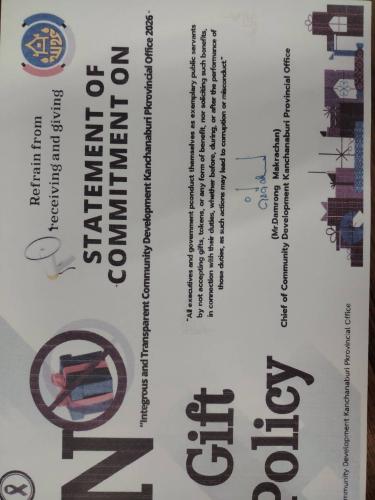 Refrain from
receiving and giving
STATEMENT OF
COMMITMENT ON
"Integrous and Transparent Community Development Kanchanaburi Pkrovincial Office 2026"
NO
Gift
Policy
"All executives and government pconduct themselves as exemplary public servants
by not accepting gifts, tokens, or any form of benefit, nor soliciting such benefits,
in connection with their duties, whether before, during, or after the performance of
those duties, as such actions may lead to corruption or misconduct"
(Mr.Damrong Makrachan)
Chief of Community Development Kanchanaburi Provincial Office
mmunity Development Kanchanaburi Pkrovincial Office